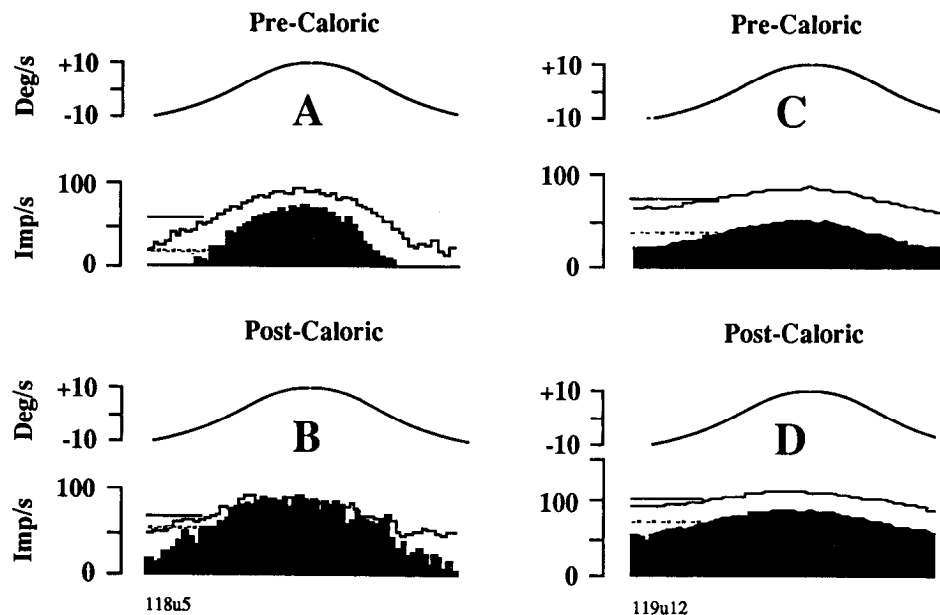 Pre-Caloric
Deg/s
+10
-10
A
Imp/s
100
0
Post-Caloric
Deg/s
+10
-10
B
Imp/s
100
0
118u5
Pre-Caloric
+10
-10
C
100
0
Post-Caloric
+10
-10
D
100
0
119u12